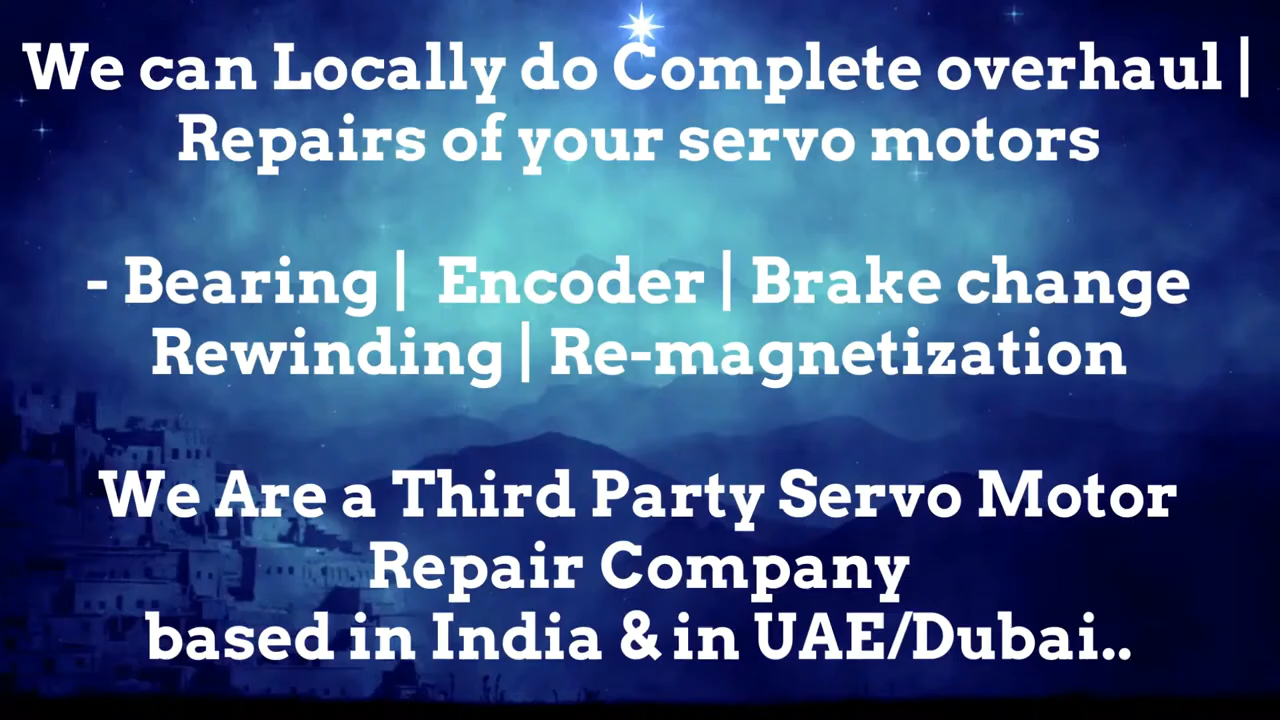 We can Locally do Complete overhaul |
Repairs of your servo motors
- Bearing | Encoder | Brake change
Rewinding | Re-magnetization
We Are a Third Party Servo Motor
Repair Company
based in India & in UAE/Dubai..